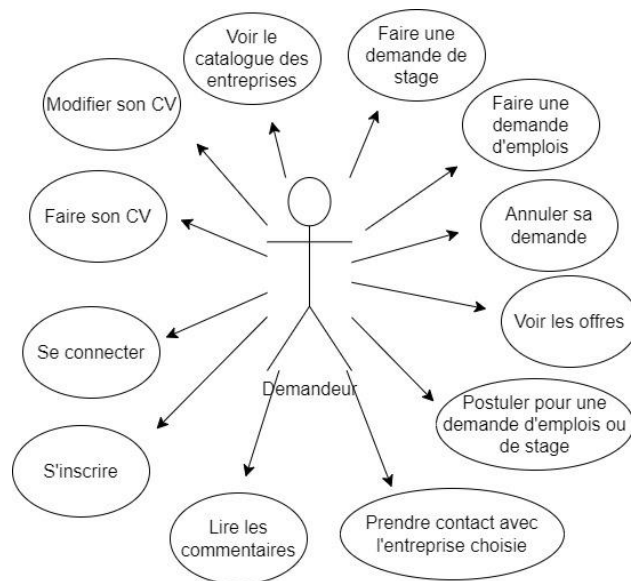 Voir le
catalogue des
entreprises
Faire une
demande de
stage
Modifier son CV
Faire une
demande
d'emplois
Faire son CV
Annuler sa
demande
Voir les offres
Se connecter
Demandeur
Postuler pour une
demande d'emplois ou
de stage
S'inscrire
Lire les
commentaires
Prendre contact avec
l'entreprise choisie